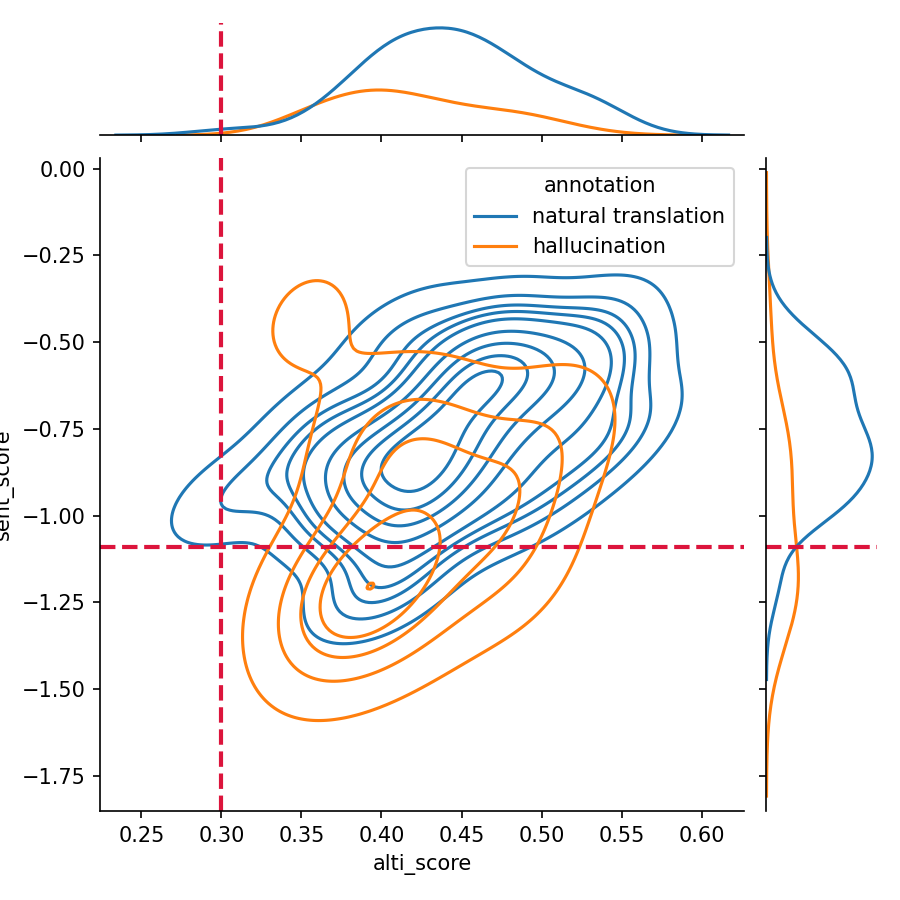 annotation
natural translation
hallucination
0.00
−0.25
−0.50
−0.75
−1.00
−1.25
−1.50
−1.75
sent_score
0.25 0.30 0.35 0.40 0.45 0.50 0.55 0.60
alti_score